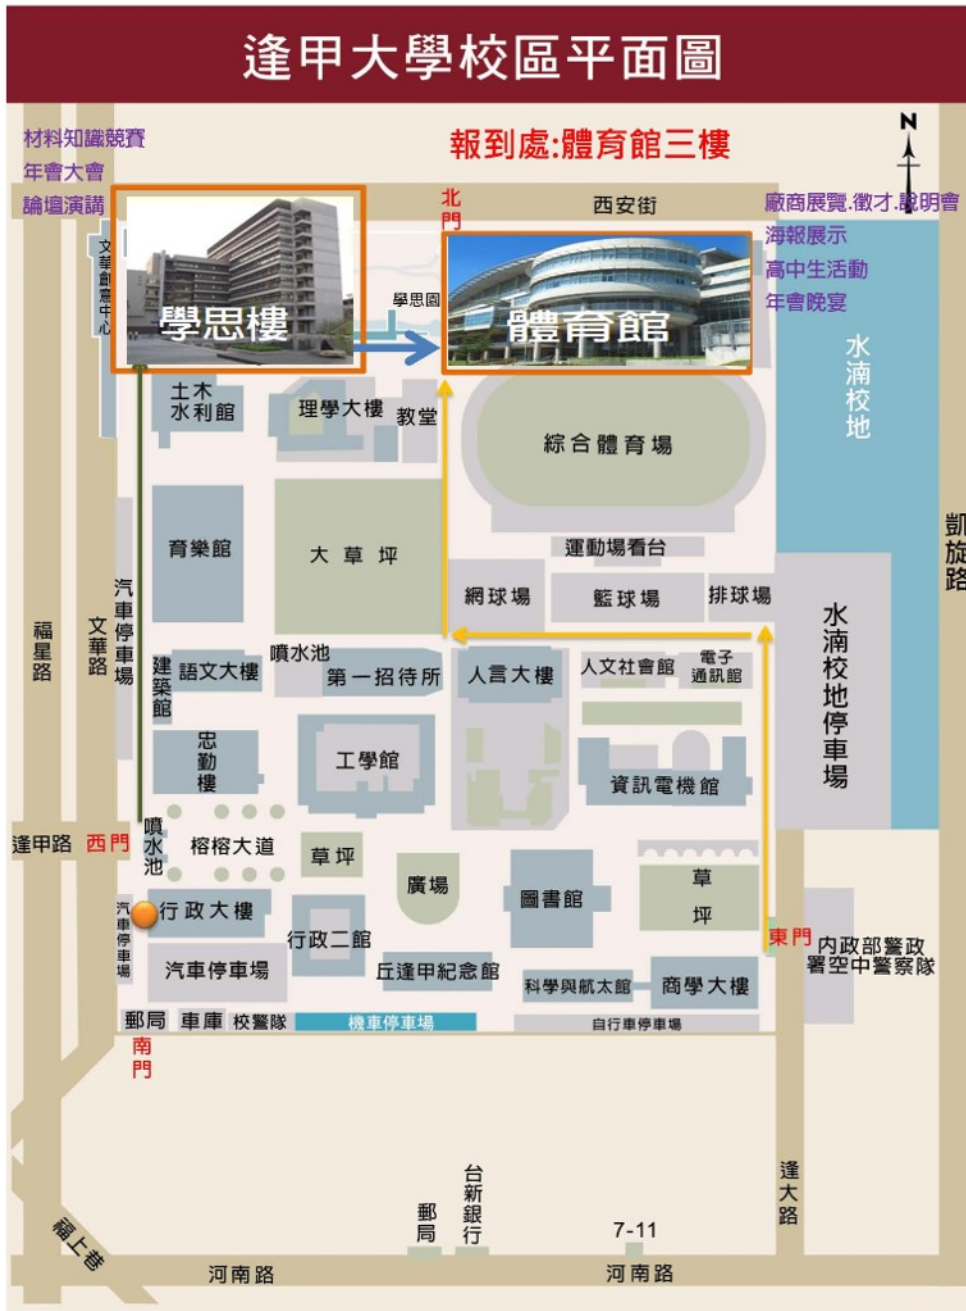 逢甲大學校區平面圖
材料知識競賽
年會大會
論壇演講
報到處:體育館三樓
N
北門
西安街
廠商展覽.徵才.說明會
海報展示
高中生活動
年會晚宴
文華創意中心
學思樓
學思園
體育館
水湳校地
土木
水利館
理學大樓
教堂
綜合體育場
凱旋路
育樂館
大草坪
運動場看台
網球場
籃球場
排球場
汽車停車場
福星路
文華路
水湳校地停車場
建築館
語文大樓
噴水池
第一招待所
人言大樓
人文社會館
電子
通訊館
忠勤樓
工學館
資訊電機館
逢甲路
西門
噴水池
榕榕大道
草坪
廣場
圖書館
草坪
汽車停車場
行政大樓
行政二館
東門
內政部警政
署空中警察隊
汽車停車場
丘逢甲紀念館
科學與航太館
商學大樓
郵局
車庫
校警隊
機車停車場
自行車停車場
南門
逢大路
郵局
台新銀行
7-11
福上巷
河南路
河南路